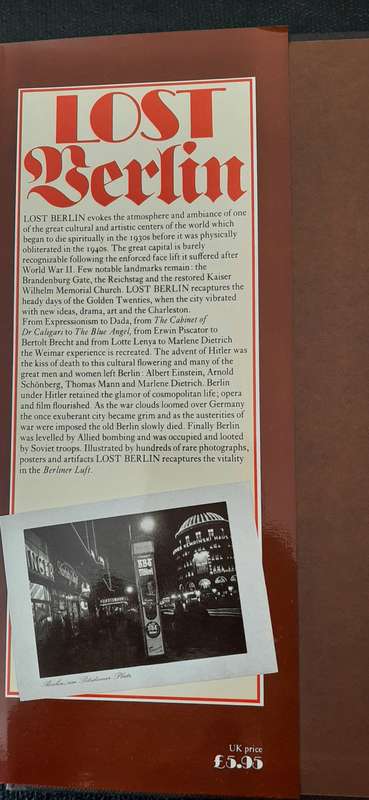 LOST
Berlin
LOST BERLIN evokes the atmosphere and ambiance of one
of the great cultural and artistic centers of the world which
began to die spiritually in the 1930s before it was physically
obliterated in the 1940s. The great capital is barely
recognizable following the enforced face lift it suffered after
World War II. Few notable landmarks remain: the
Brandenburg Gate, the Reichstag and the restored Kaiser
Wilhelm Memorial Church. LOST BERLIN recaptures the
heady days of the Golden Twenties, when the city vibrated
with new ideas, drama, art and the Charleston.
From Expressionism to Dada, from The Cabinet of
Dr Caligari to The Blue Angel, from Erwin Piscator to
Bertolt Brecht and from Lotte Lenya to Marlene Dietrich
the Weimar experience is recreated. The advent of Hitler was
the kiss of death to this cultural flowering and many of the
great men and women left Berlin: Albert Einstein, Arnold
Schönberg, Thomas Mann and Marlene Dietrich. Berlin
under Hitler retained the glamor of cosmopolitan life; opera
and film flourished. As the war clouds loomed over Germany
the once exuberant city became grim and as the austerities of
war were imposed the old Berlin slowly died. Finally Berlin
was levelled by Allied bombing and was occupied and looted
by Soviet troops. Illustrated by hundreds of rare photographs,
posters and artifacts LOST BERLIN recaptures the vitality
in the Berliner Luft.
Berlin, am Potsdamer Platz
UK price
£5.95